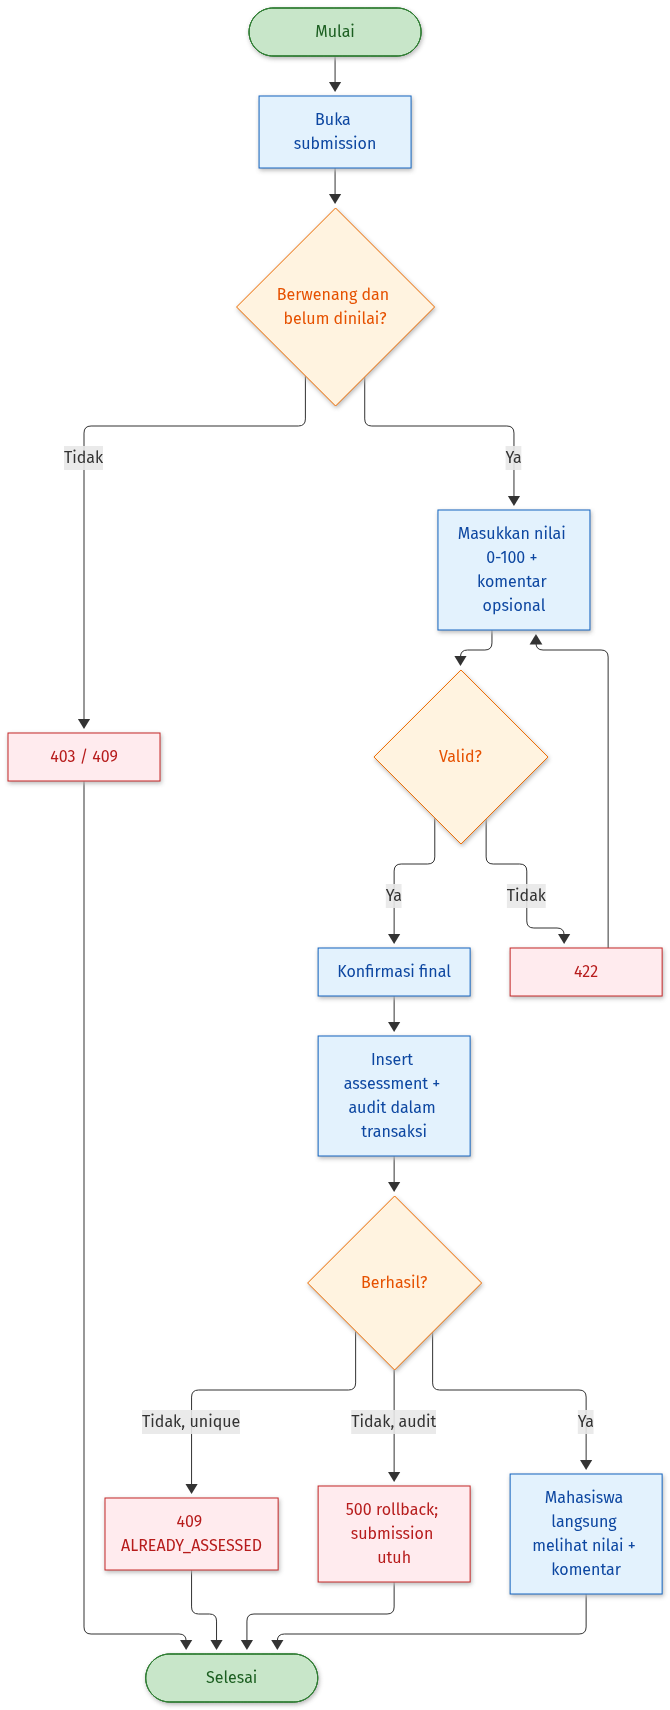 Mulai
Buka
submission
Berwenang dan
belum dinilai?
Tidak
Ya
Masukkan nilai
0-100 +
komentar
opsional
403 / 409
Valid?
Ya
Tidak
Konfirmasi final
422
Insert
assessment +
audit dalam
transaksi
Berhasil?
Tidak, unique
Tidak, audit
Ya
409
ALREADY_ASSESSED
500 rollback;
submission
utuh
Mahasiswa
langsung
melihat nilai +
komentar
Selesai